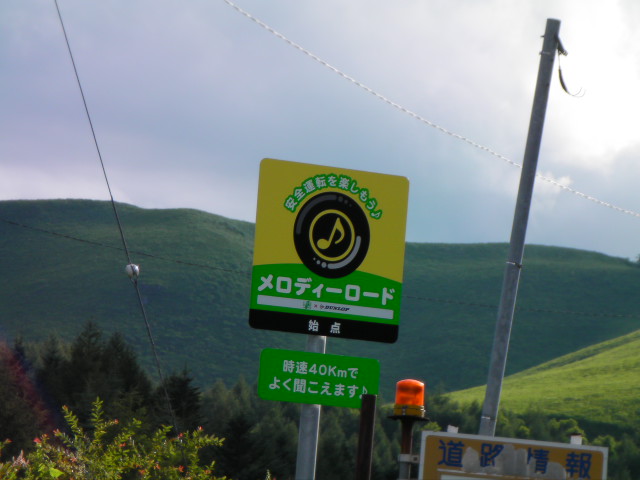 安全運転を楽しもう♪
メロディーロード
× DUNLOP
始点
時速40Kmで
よく聞こえます♪
道路情報